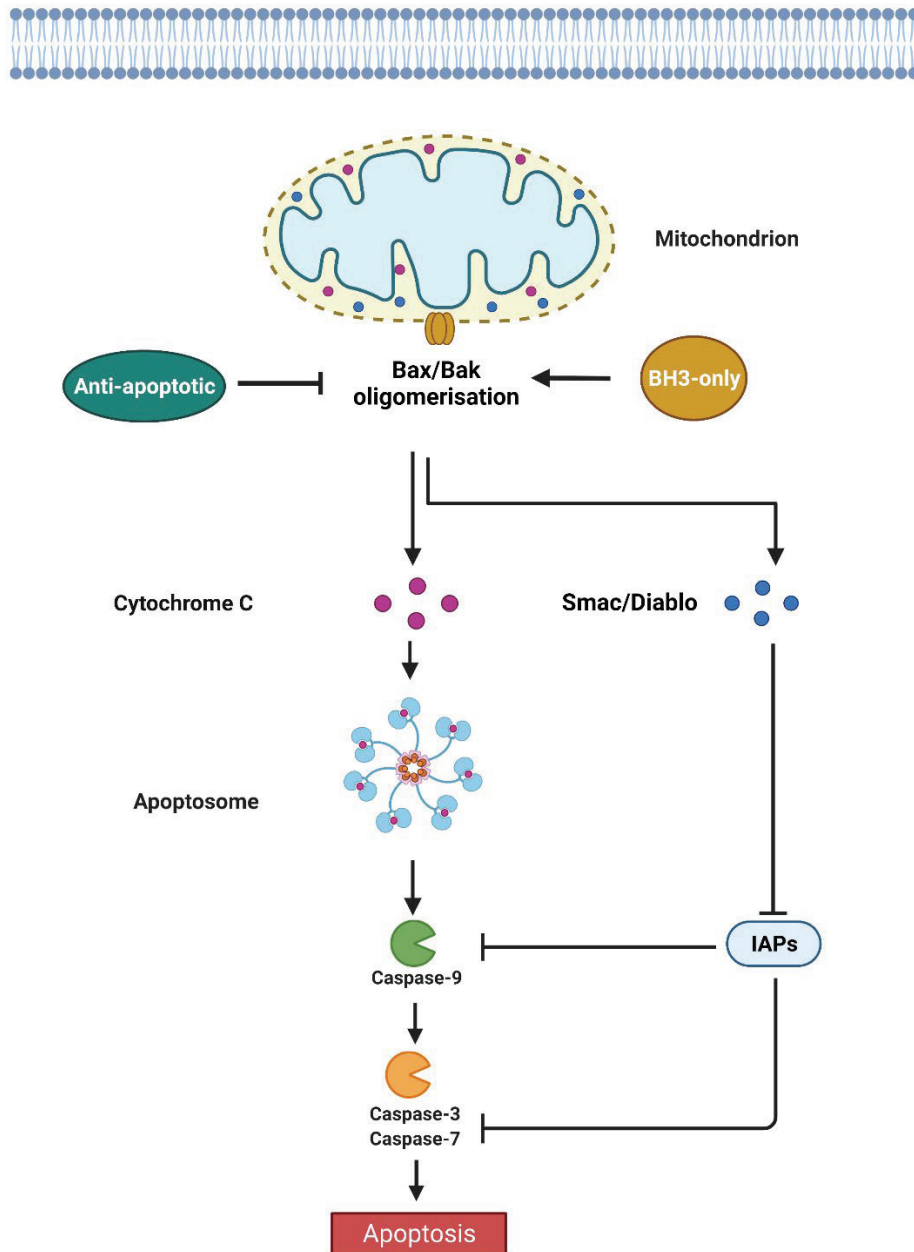 Mitochondrion
Anti-apoptotic
Bax/Bak
oligomerisation
BH3-only
Cytochrome C
Smac/Diablo
Apoptosome
IAPs
Caspase-9
Caspase-3
Caspase-7
Apoptosis